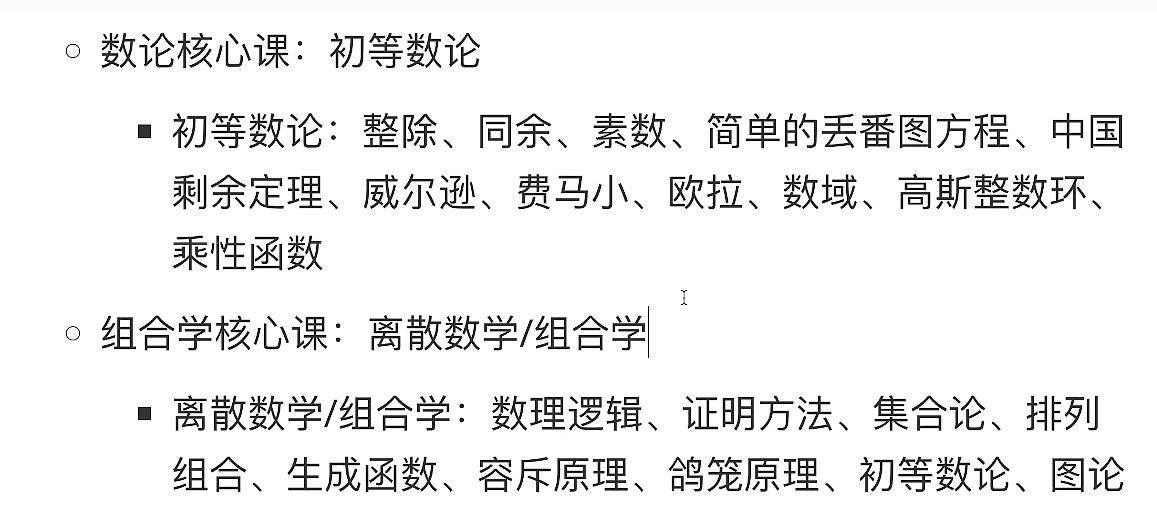 数论核心课：初等数论
初等数论：整除、同余、素数、简单的丢番图方程、中国
剩余定理、威尔逊、费马小、欧拉、数域、高斯整数环、
乘性函数
组合学核心课：离散数学/组合学
离散数学/组合学：数理逻辑、证明方法、集合论、排列
组合、生成函数、容斥原理、鸽笼原理、初等数论、图论